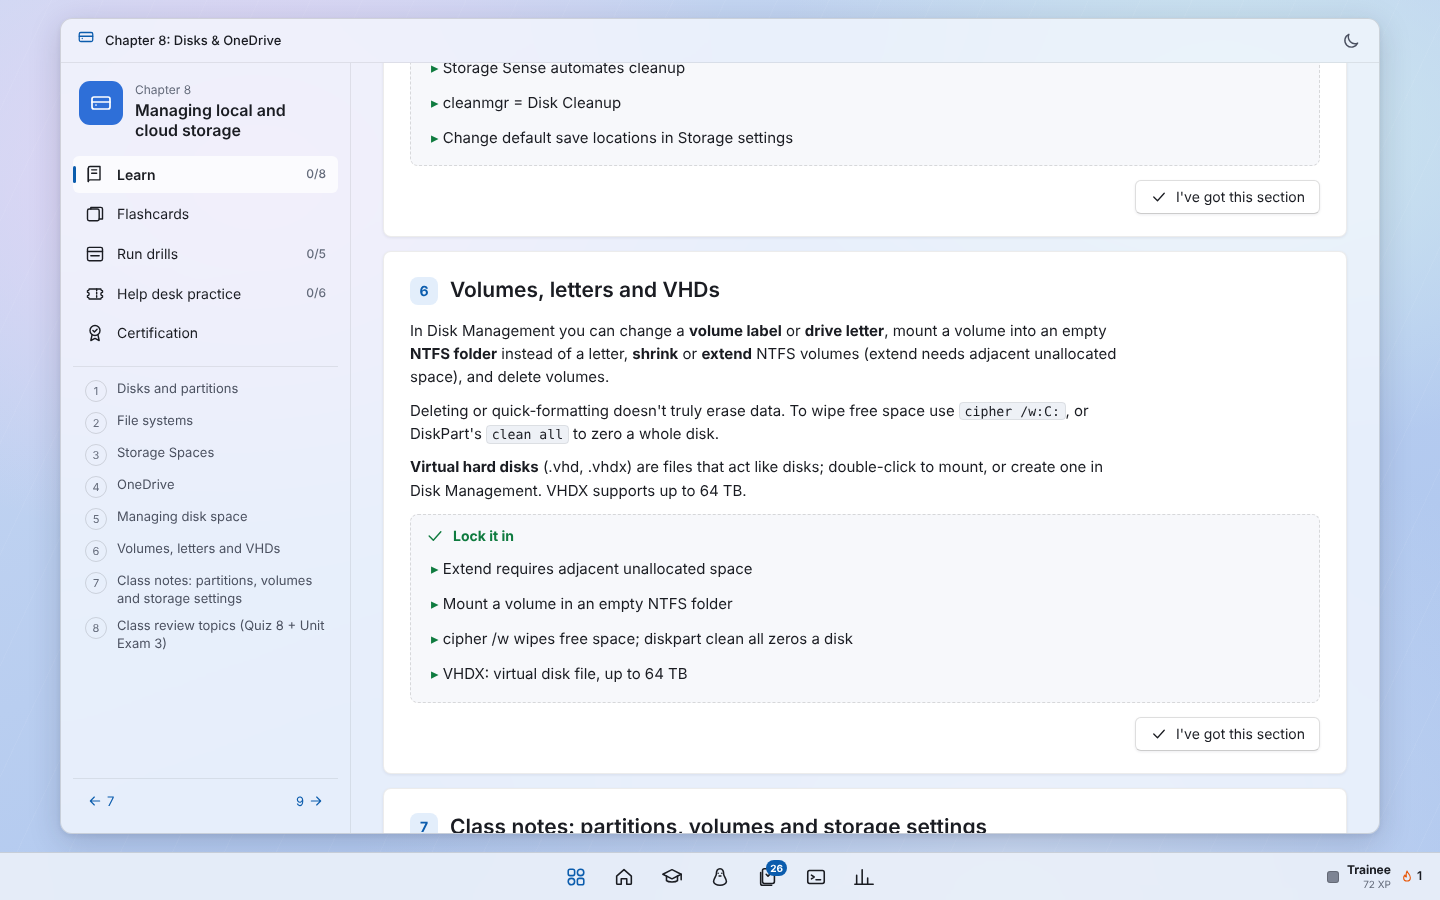 Chapter 8: Disks & OneDrive
Chapter 8
Managing local and
cloud storage
Learn 0/8
Flashcards
Run drills 0/5
Help desk practice 0/6
Certification
1 Disks and partitions
2 File systems
3 Storage Spaces
4 OneDrive
5 Managing disk space
6 Volumes, letters and VHDs
7 Class notes: partitions, volumes
and storage settings
8 Class review topics (Quiz 8 + Unit
Exam 3)
← 7 9 →
▸ Storage Sense automates cleanup
▸ cleanmgr = Disk Cleanup
▸ Change default save locations in Storage settings
✓ I've got this section
6 Volumes, letters and VHDs
In Disk Management you can change a volume label or drive letter, mount a volume into an empty
NTFS folder instead of a letter, shrink or extend NTFS volumes (extend needs adjacent unallocated
space), and delete volumes.
Deleting or quick-formatting doesn't truly erase data. To wipe free space use cipher /w:C:, or
DiskPart's clean all to zero a whole disk.
Virtual hard disks (.vhd, .vhdx) are files that act like disks; double-click to mount, or create one in
Disk Management. VHDX supports up to 64 TB.
✓ Lock it in
▸ Extend requires adjacent unallocated space
▸ Mount a volume in an empty NTFS folder
▸ cipher /w wipes free space; diskpart clean all zeros a disk
▸ VHDX: virtual disk file, up to 64 TB
✓ I've got this section
7 Class notes: partitions, volumes and storage settings
26
Trainee
72 XP
1